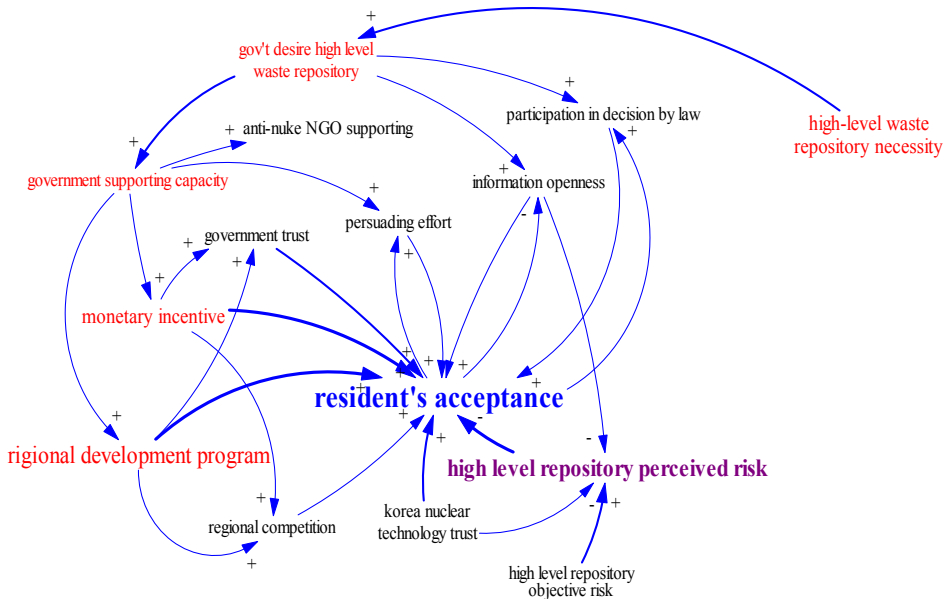 gov't desire high level
waste repository
participation in decision by law
high-level waste
repository necessity
anti-nuke NGO supporting
government supporting capacity
information openness
persuading effort
government trust
monetary incentive
resident's acceptance
rigional development program
high level repository perceived risk
regional competition
korea nuclear
technology trust
high level repository
objective risk
+
+
+
+
+
+
+
-
+
+
+
+
+
+
+
+
+
+
+
+
-
+
+
-
+
-
+
+